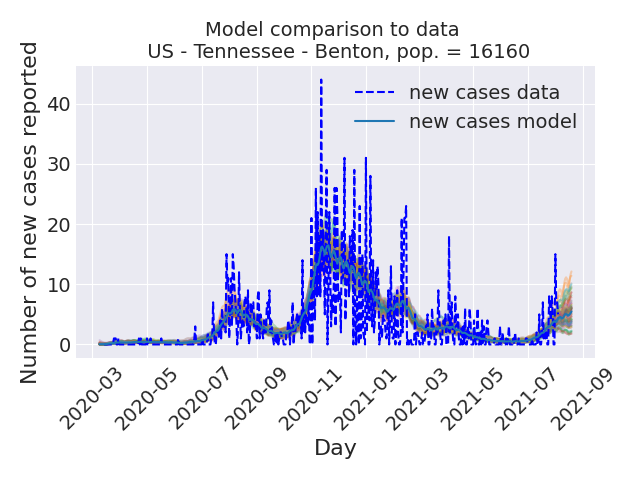 Model comparison to data
US - Tennessee - Benton, pop. = 16160
Number of new cases reported
40
30
20
10
0
new cases data
new cases model
2020-03
2020-05
2020-07
2020-09
2020-11
2021-01
2021-03
2021-05
2021-07
2021-09
Day